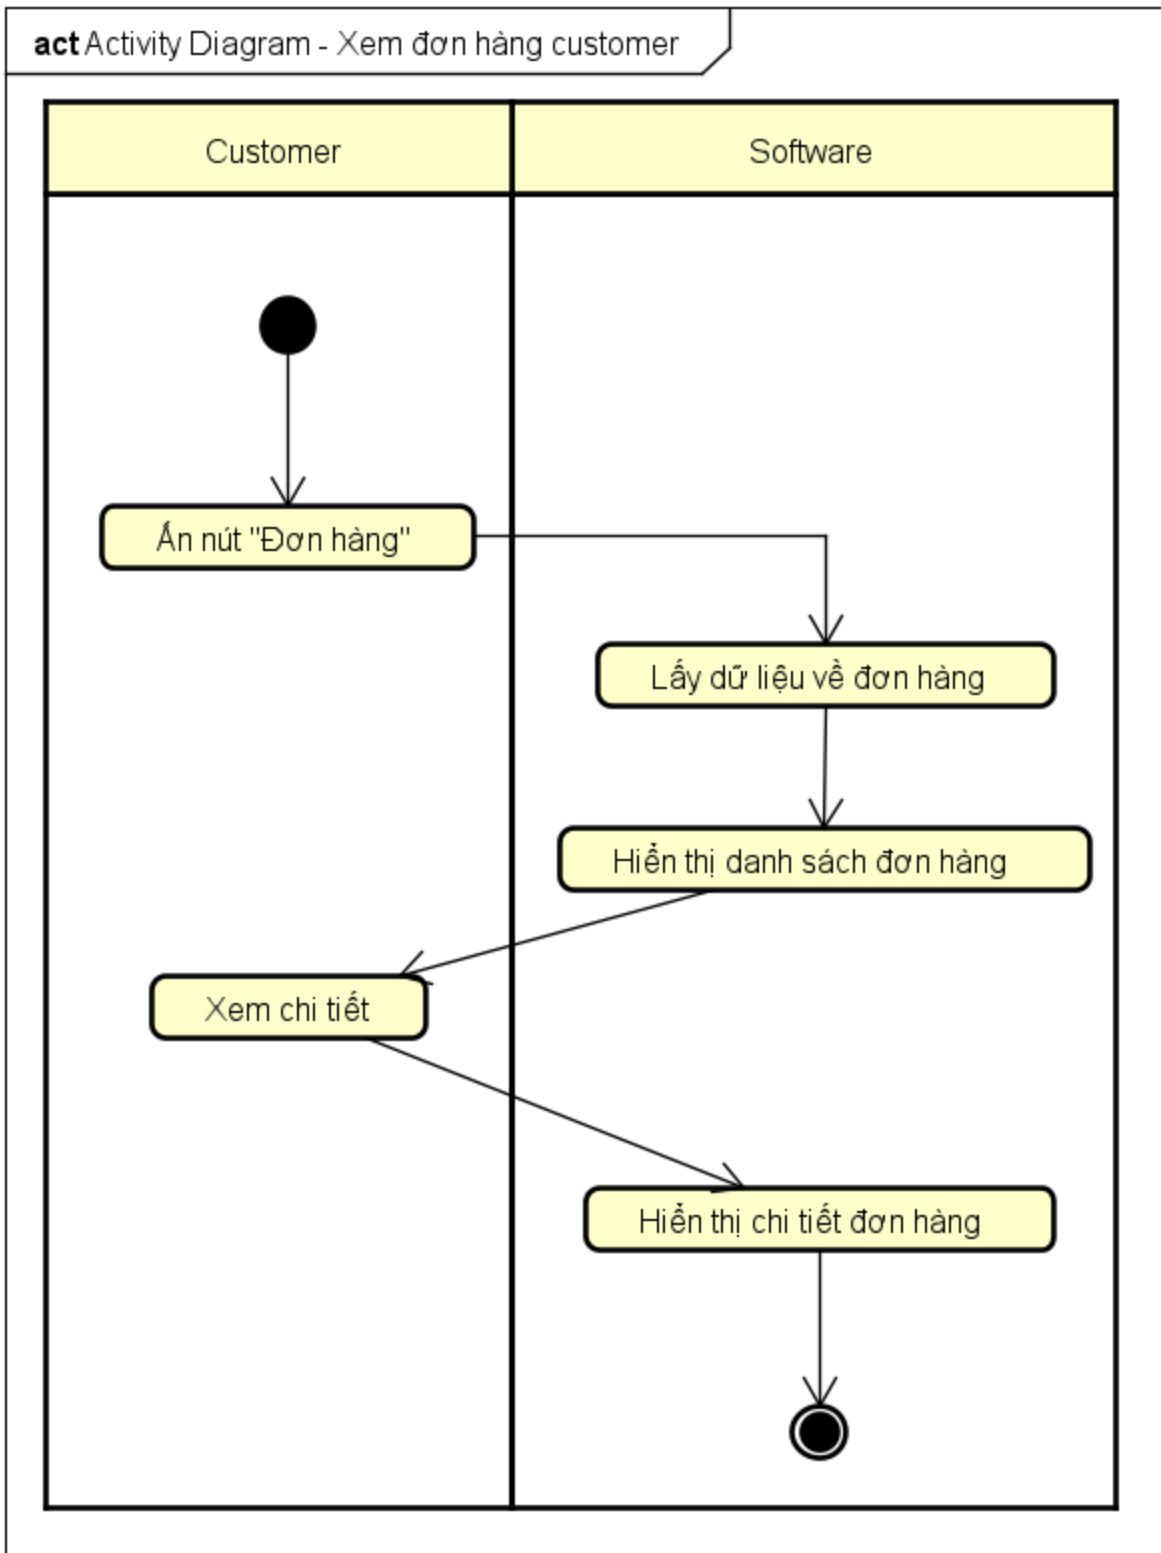 act Activity Diagram - Xem đơn hàng customer
Customer
Software
Ấn nút "Đơn hàng"
Lấy dữ liệu về đơn hàng
Hiển thị danh sách đơn hàng
Xem chi tiết
Hiển thị chi tiết đơn hàng